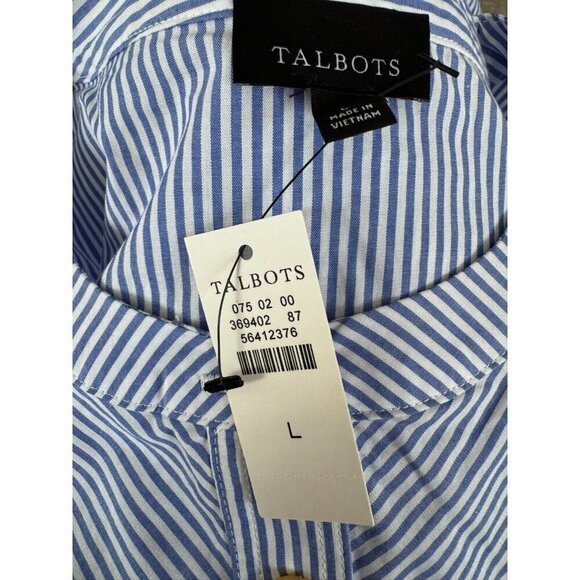 TALBOTS
MADE IN
VIETNAM
TALBOTS
075 02 00
369402 87
56412376
L